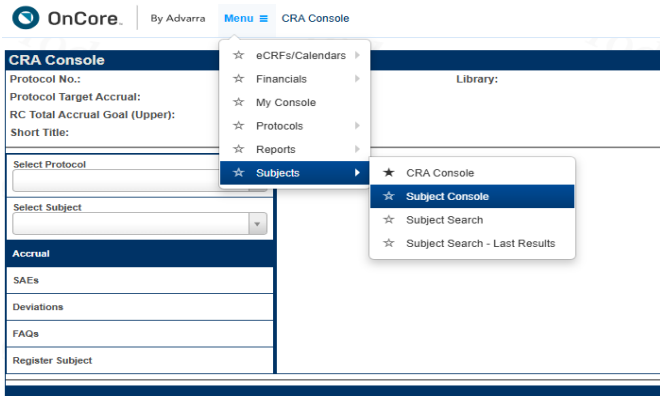 OnCore By Advarra Menu CRA Console
CRA Console
Protocol No.: Library:
Protocol Target Accrual:
RC Total Accrual Goal (Upper):
Short Title:
eCRFs/Calendars
Financials
My Console
Protocols
Reports
Subjects
CRA Console
Subject Console
Subject Search
Subject Search - Last Results
Select Protocol
Select Subject
Accrual
SAEs
Deviations
FAQs
Register Subject